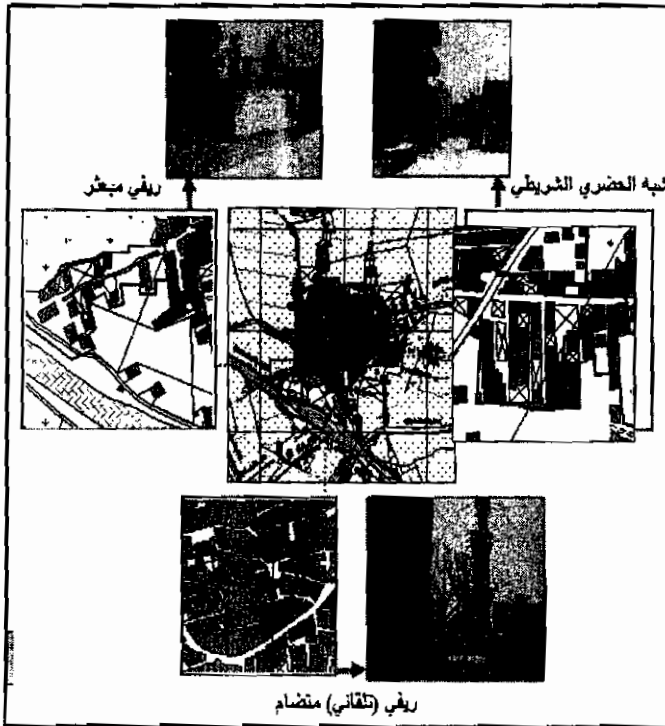 شبه الحضري الشريطي
ريفي مبعثر
ريفي (تلقائي) متضام